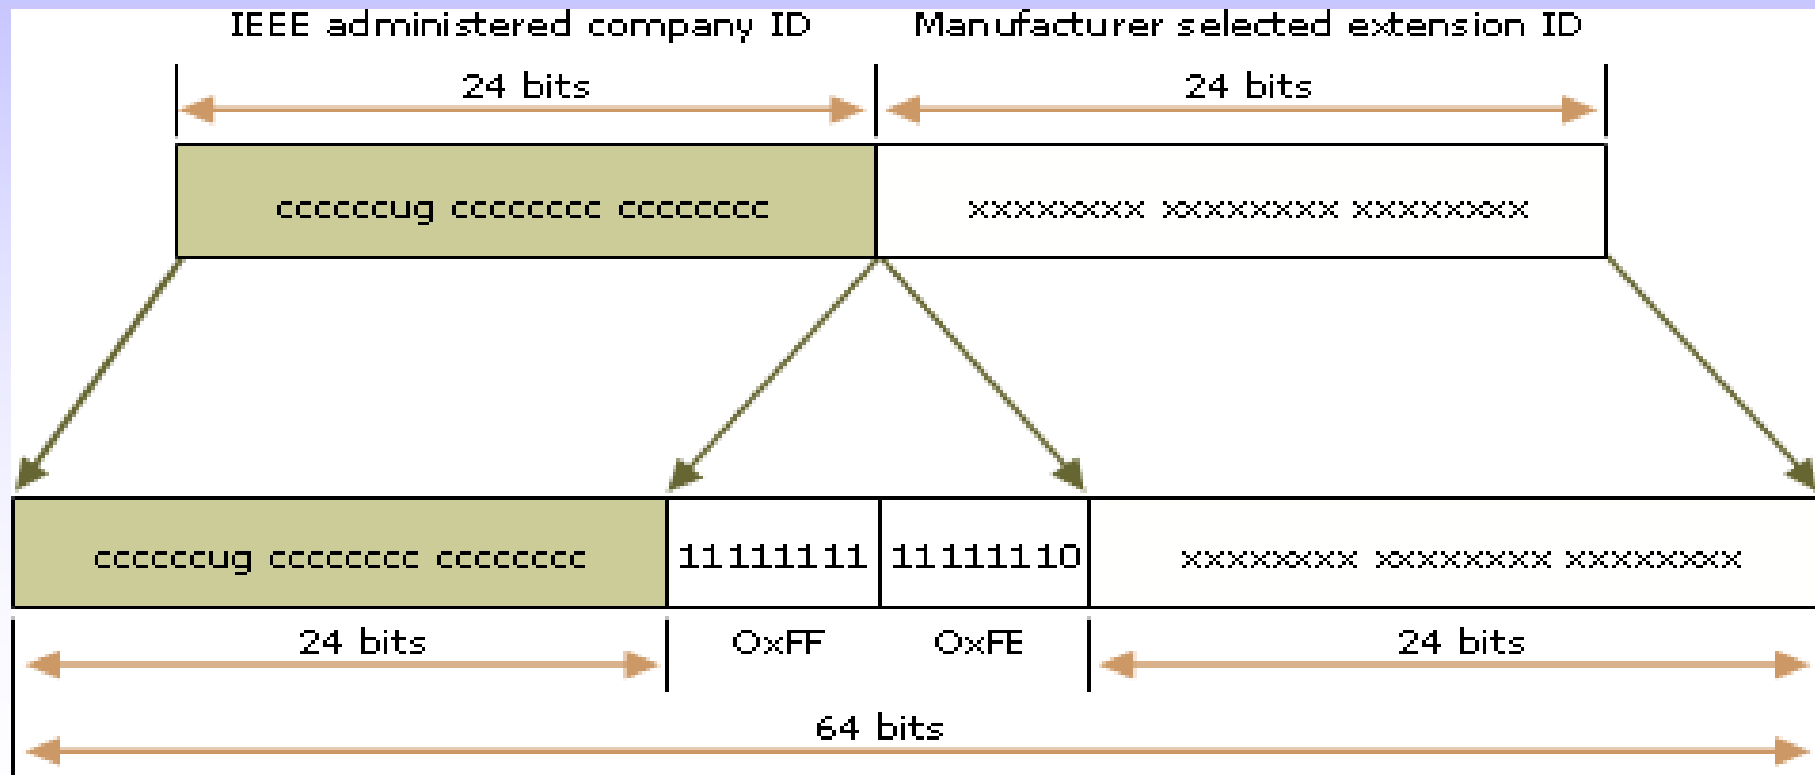 IEEE administered company ID Manufacturer selected extension ID
24 bits 24 bits
ccccccug cccccccc cccccccc xxxxxxxx xxxxxxxx xxxxxxxx
ccccccug cccccccc cccccccc 11111111 11111110 xxxxxxxx xxxxxxxx xxxxxxxx
24 bits 0xFF 0xFE 24 bits
64 bits